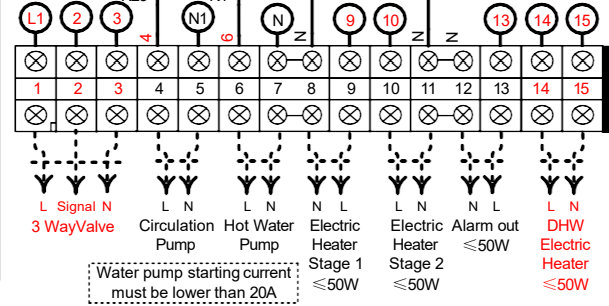 L1 2 3 N1 N 9 10 13 14 15
4 6 N N N
1 2 3 4 5 6 7 8 9 10 11 12 13 14 15
L Signal N L N L N N L L N N L L N
3 WayValve
Circulation
Pump
Hot Water
Pump
Electric
Heater
Stage 1
≤50W
Electric
Heater
Stage 2
≤50W
Alarm out
≤50W
DHW
Electric
Heater
≤50W
Water pump starting current
must be lower than 20A